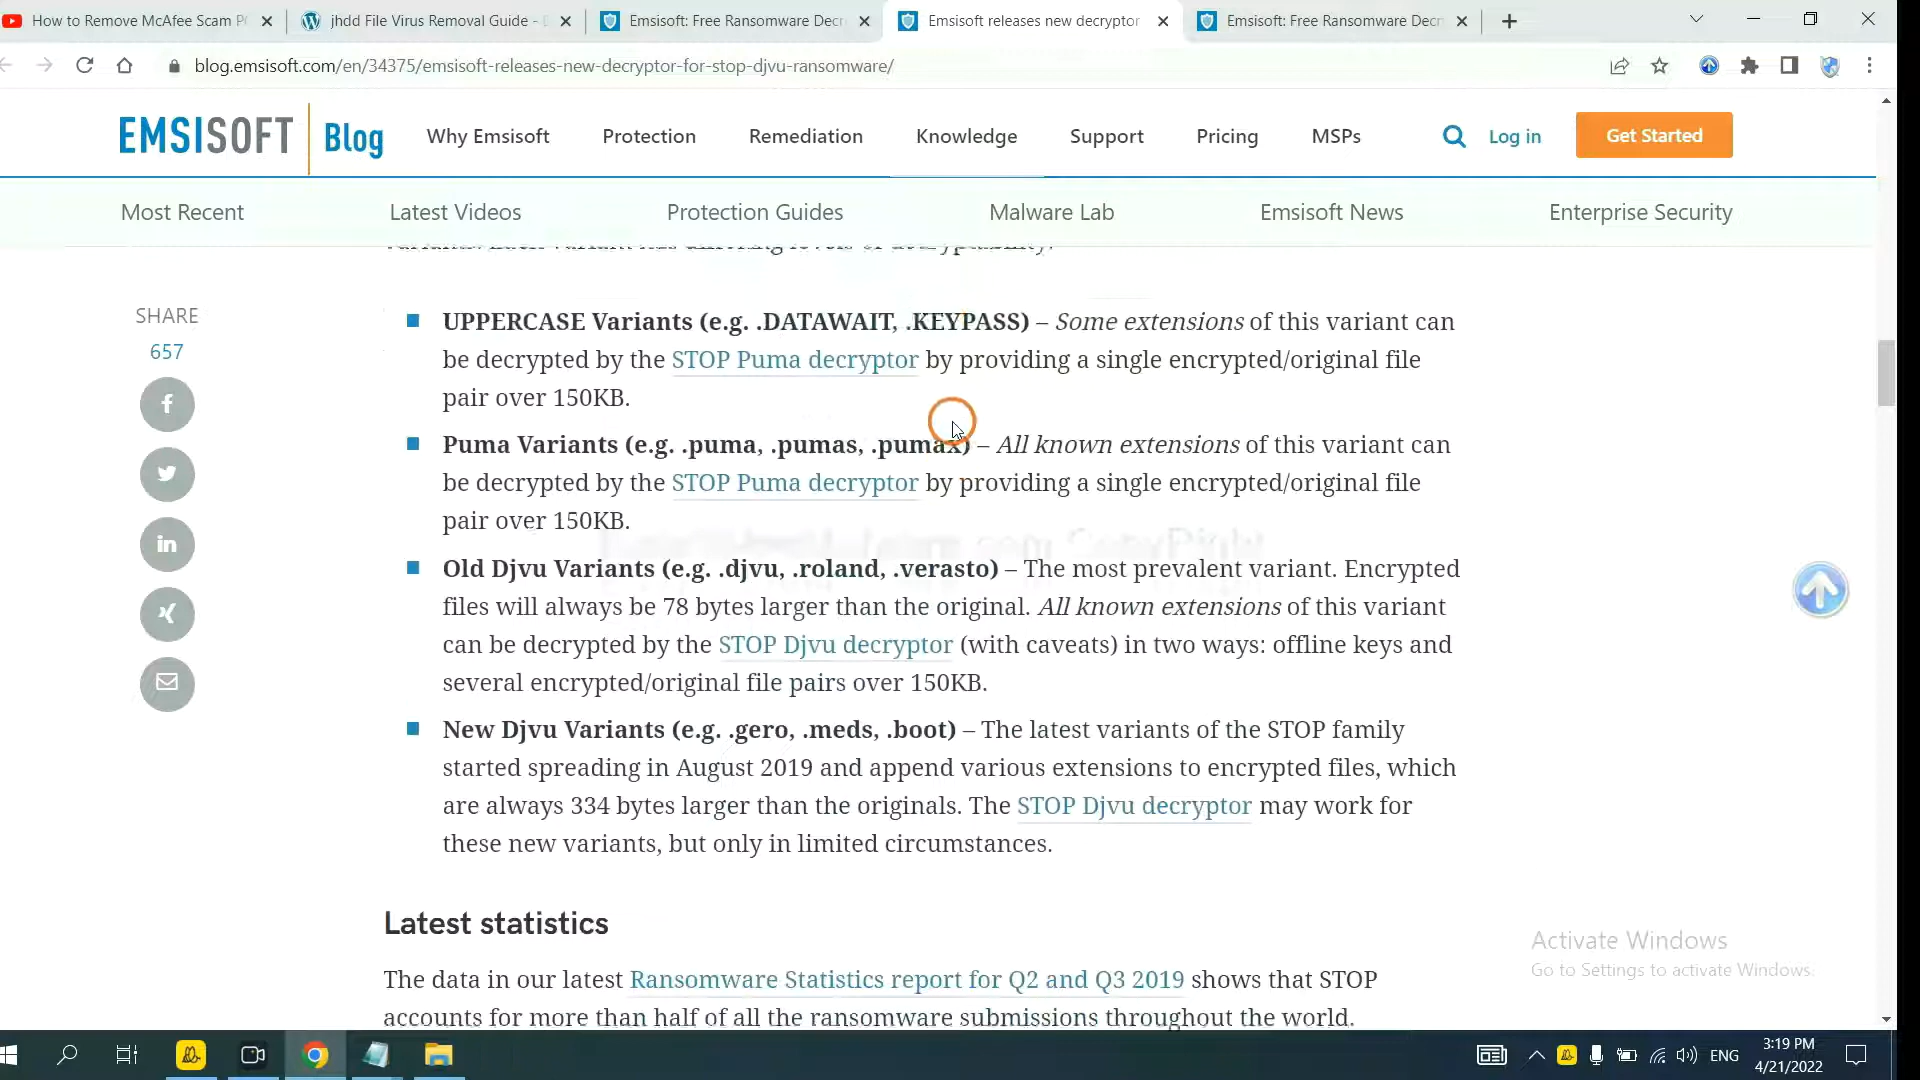 How to Remove McAfee Scam P
jhdd File Virus Removal Guide -
Emsisoft: Free Ransomware Decr
Emsisoft releases new decryptor
Emsisoft: Free Ransomware Decr
blog.emsisoft.com/en/34375/emsisoft-releases-new-decryptor-for-stop-djvu-ransomware/
EMSISOFT Blog
Why Emsisoft
Protection
Remediation
Knowledge
Support
Pricing
MSPs
Log in
Get Started
Most Recent
Latest Videos
Protection Guides
Malware Lab
Emsisoft News
Enterprise Security
SHARE
657
UPPERCASE Variants (e.g. .DATAWAIT, .KEYPASS) – Some extensions of this variant can
be decrypted by the STOP Puma decryptor by providing a single encrypted/original file
pair over 150KB.
Puma Variants (e.g. .puma, .pumas, .pumax) – All known extensions of this variant can
be decrypted by the STOP Puma decryptor by providing a single encrypted/original file
pair over 150KB.
Old Djvu Variants (e.g. .djvu, .roland, .verasto) – The most prevalent variant. Encrypted
files will always be 78 bytes larger than the original. All known extensions of this variant
can be decrypted by the STOP Djvu decryptor (with caveats) in two ways: offline keys and
several encrypted/original file pairs over 150KB.
New Djvu Variants (e.g. .gero, .meds, .boot) – The latest variants of the STOP family
started spreading in August 2019 and append various extensions to encrypted files, which
are always 334 bytes larger than the originals. The STOP Djvu decryptor may work for
these new variants, but only in limited circumstances.
Latest statistics
The data in our latest Ransomware Statistics report for Q2 and Q3 2019 shows that STOP
accounts for more than half of all the ransomware submissions throughout the world.
Activate Windows
Go to Settings to activate Windows.
ENG
3:19 PM
4/21/2022